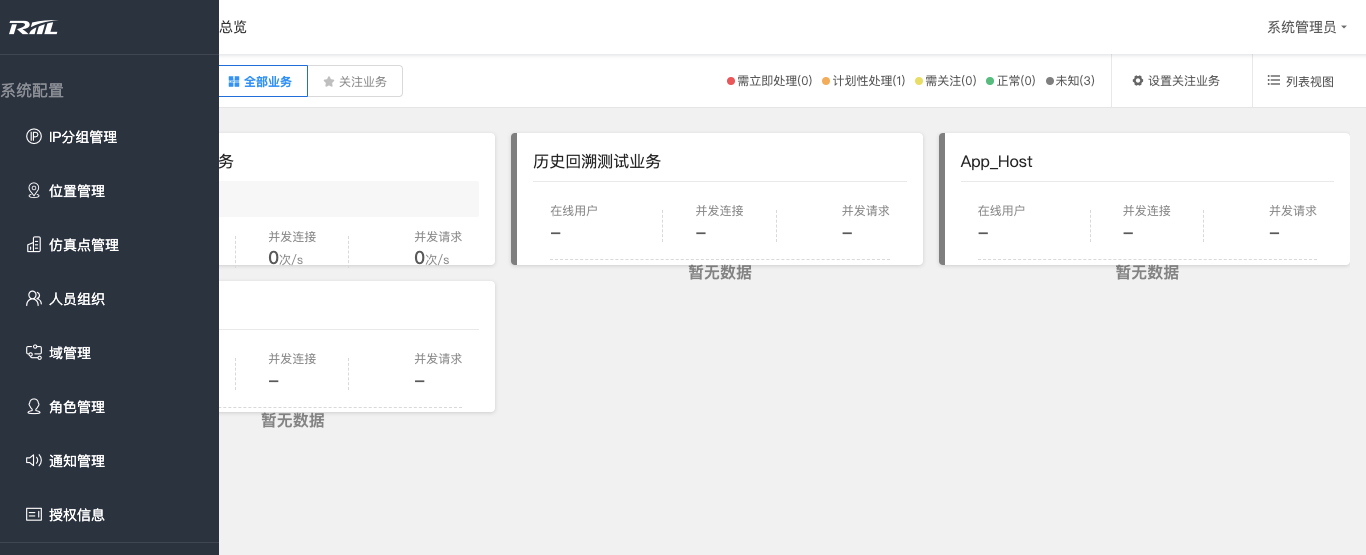 RIIL
总览
系统管理员
系统配置
IP分组管理
位置管理
仿真点管理
人员组织
域管理
角色管理
通知管理
授权信息
全部业务
关注业务
需立即处理(0)
计划性处理(1)
需关注(0)
正常(0)
未知(3)
设置关注业务
列表视图
务
并发连接
并发请求
0次/s
0次/s
历史回溯测试业务
在线用户
并发连接
并发请求
–
–
–
暂无数据
App_Host
在线用户
并发连接
并发请求
–
–
–
暂无数据
并发连接
并发请求
–
–
暂无数据